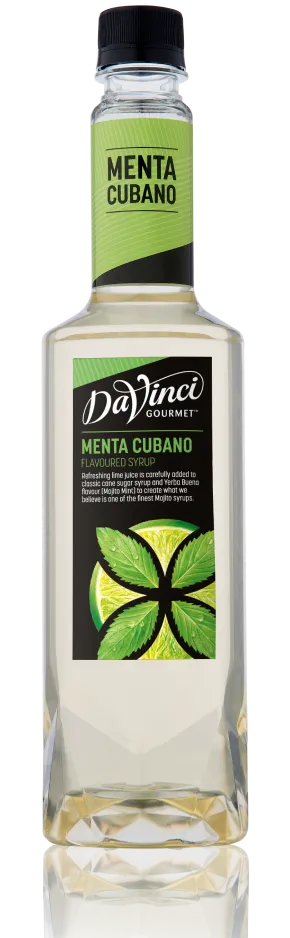 MENTA
CUBANO
DaVinci
GOURMET™
MENTA CUBANO
FLAVOURED SYRUP
Refreshing lime juice is carefully added to
classic cane sugar syrup and Yerba Buena
flavour (Mojito Mint) to create what we
believe is one of the finest Mojito syrups.